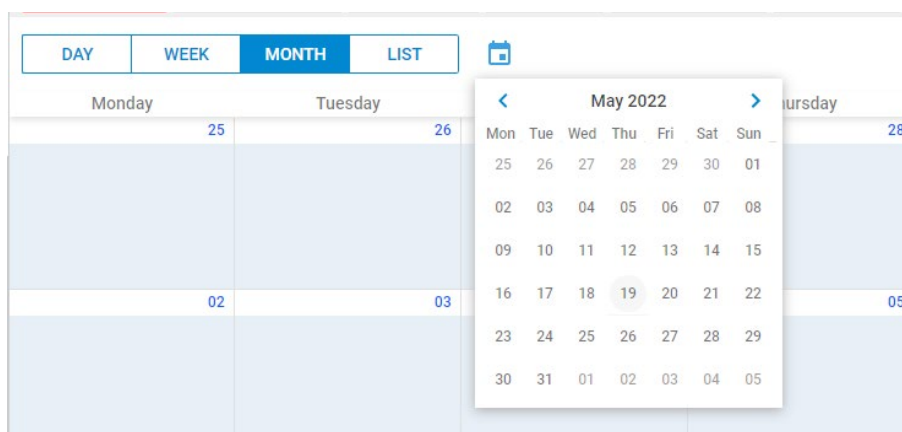 DAY WEEK MONTH LIST
Monday Tuesday
25 26 28
02 03 05
May 2022
Mon Tue Wed Thu Fri Sat Sun
25 26 27 28 29 30 01
02 03 04 05 06 07 08
09 10 11 12 13 14 15
16 17 18 19 20 21 22
23 24 25 26 27 28 29
30 31 01 02 03 04 05